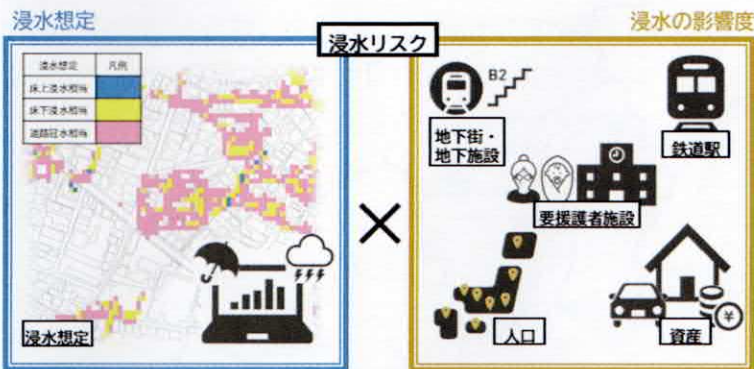 浸水想定
浸水の影響度
浸水リスク
浸水想定 凡例
床上浸水相当
床下浸水相当
道路冠水相当
浸水想定
×
B2
地下街・
地下施設
鉄道駅
要援護者施設
人口
資産
¥